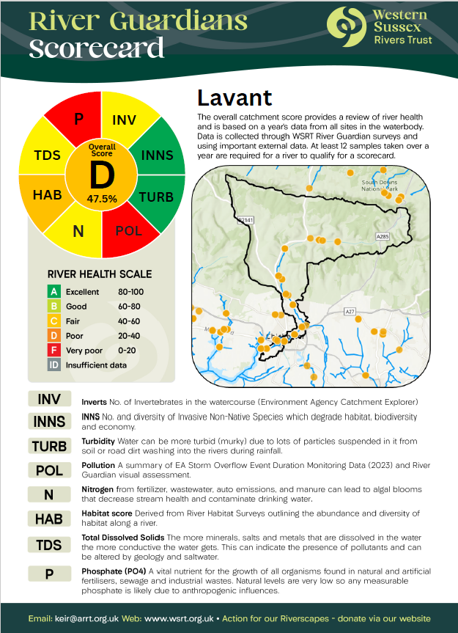 River Guardians
Scorecard
Western
Sussex
Rivers Trust
P
INV
TDS
INNS
Overall
Score
D
47.5%
HAB
TURB
N
POL
Lavant
The overall catchment score provides a review of river health
and is based on a year's data from all sites in the waterbody.
Data is collected through WSRT River Guardian surveys and
using important external data. At least 12 samples taken over a
year are required for a river to qualify for a scorecard.
South Downs
National Park
A285
A27
RIVER HEALTH SCALE
A Excellent 80-100
B Good 60-80
C Fair 40-60
D Poor 20-40
F Very poor 0-20
ID Insufficient data
INV
Inverts No. of Invertebrates in the watercourse (Environment Agency Catchment Explorer)
INNS
INNS No. and diversity of Invasive Non-Native Species which degrade habitat, biodiversity
and economy.
TURB
Turbidity Water can be more turbid (murky) due to lots of particles suspended in it from
soil or road dirt washing into the rivers during rainfall.
POL
Pollution A summary of EA Storm Overflow Event Duration Monitoring Data (2023) and River
Guardian visual assessment.
N
Nitrogen from fertilizer, wastewater, auto emissions, and manure can lead to algal blooms
that decrease stream health and contaminate drinking water.
HAB
Habitat score Derived from River Habitat Surveys outlining the abundance and diversity of
habitat along a river.
TDS
Total Dissolved Solids The more minerals, salts and metals that are dissolved in the water
the more conductive the water gets. This can indicate the presence of pollutants and can
be altered by geology and saltwater.
P
Phosphate (PO4) A vital nutrient for the growth of all organisms found in natural and artificial
fertilisers, sewage and industrial wastes. Natural levels are very low so any measurable
phosphate is likely due to anthropogenic influences.
Email: keir@arrt.org.uk Web: www.wsrt.org.uk • Action for our Riverscapes - donate via our website